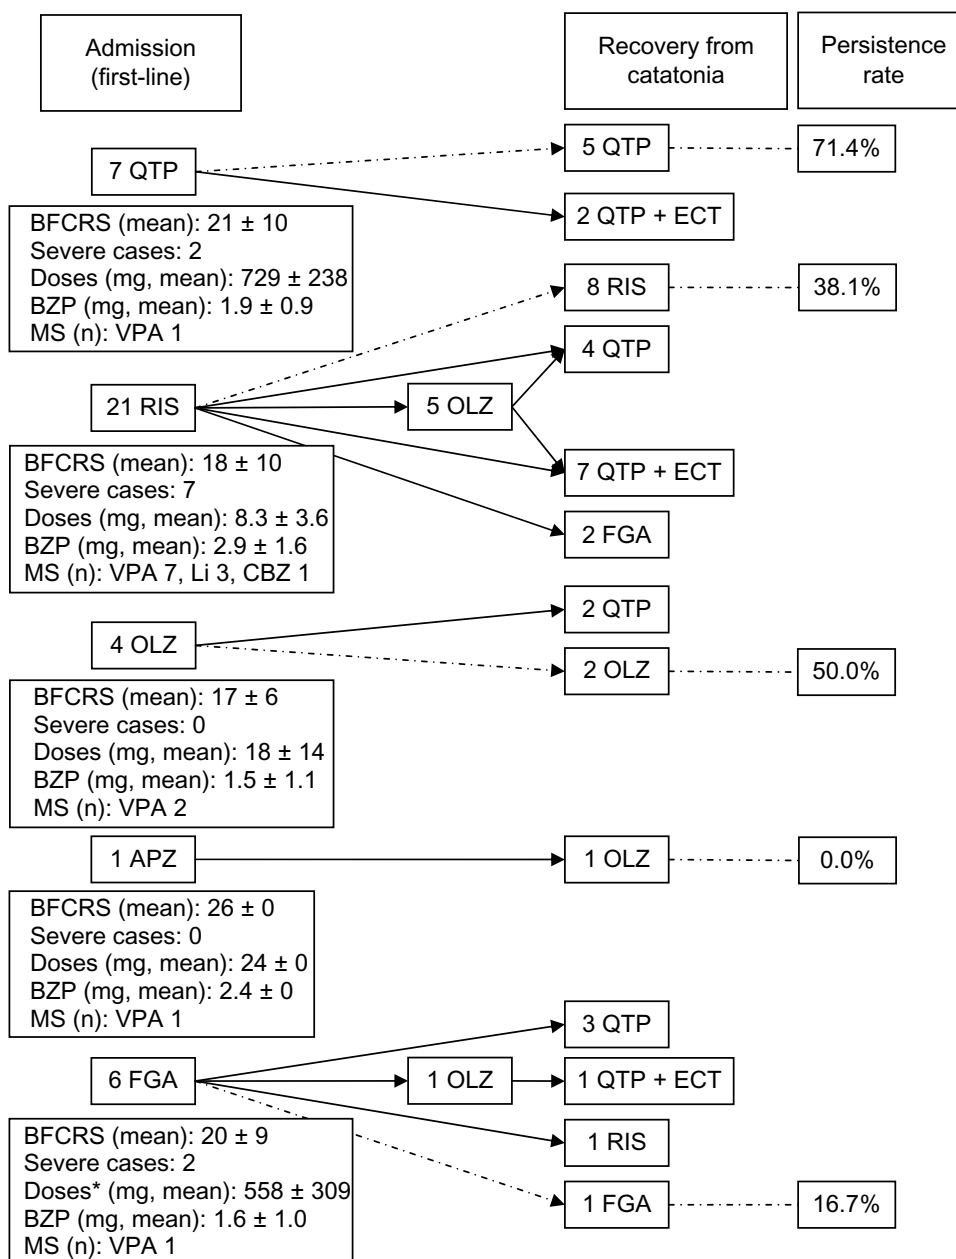 Admission
(first-line)
Recovery from
catatonia
Persistence
rate
7 QTP
5 QTP
71.4%
2 QTP + ECT
BFCRS (mean): 21 ± 10
Severe cases: 2
Doses (mg, mean): 729 ± 238
BZP (mg, mean): 1.9 ± 0.9
MS (n): VPA 1
8 RIS
38.1%
4 QTP
21 RIS
5 OLZ
7 QTP + ECT
2 FGA
BFCRS (mean): 18 ± 10
Severe cases: 7
Doses (mg, mean): 8.3 ± 3.6
BZP (mg, mean): 2.9 ± 1.6
MS (n): VPA 7, Li 3, CBZ 1
4 OLZ
2 QTP
2 OLZ
50.0%
BFCRS (mean): 17 ± 6
Severe cases: 0
Doses (mg, mean): 18 ± 14
BZP (mg, mean): 1.5 ± 1.1
MS (n): VPA 2
1 APZ
1 OLZ
0.0%
BFCRS (mean): 26 ± 0
Severe cases: 0
Doses (mg, mean): 24 ± 0
BZP (mg, mean): 2.4 ± 0
MS (n): VPA 1
3 QTP
6 FGA
1 OLZ
1 QTP + ECT
1 RIS
1 FGA
16.7%
BFCRS (mean): 20 ± 9
Severe cases: 2
Doses* (mg, mean): 558 ± 309
BZP (mg, mean): 1.6 ± 1.0
MS (n): VPA 1